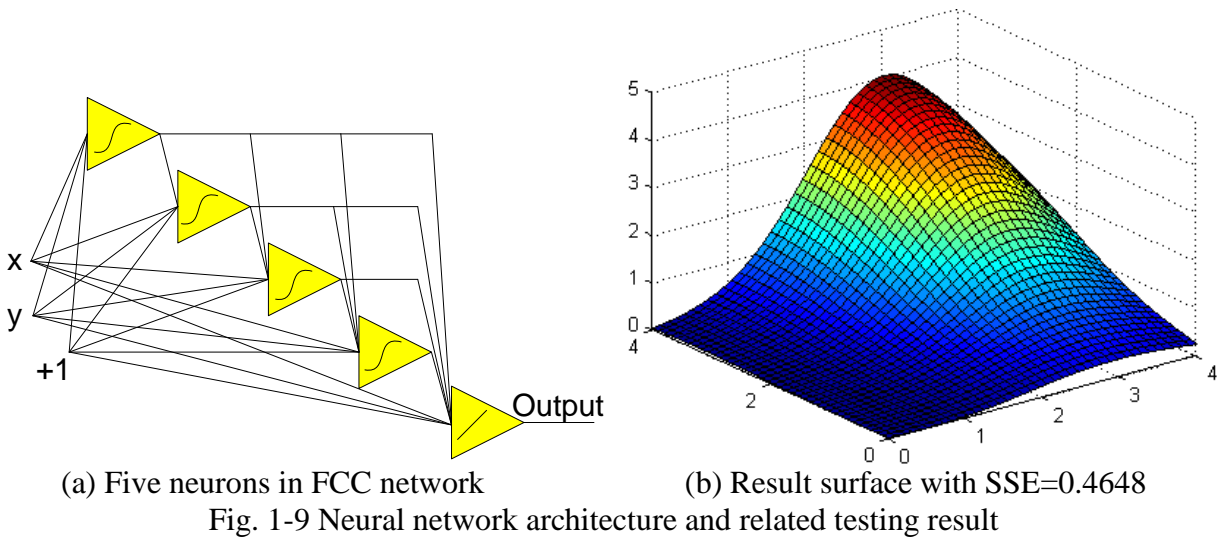 x
y
+1
Output
5
4
3
2
1
0
4
2
0
0
1
2
3
4
(a) Five neurons in FCC network
(b) Result surface with SSE=0.4648
Fig. 1-9 Neural network architecture and related testing result